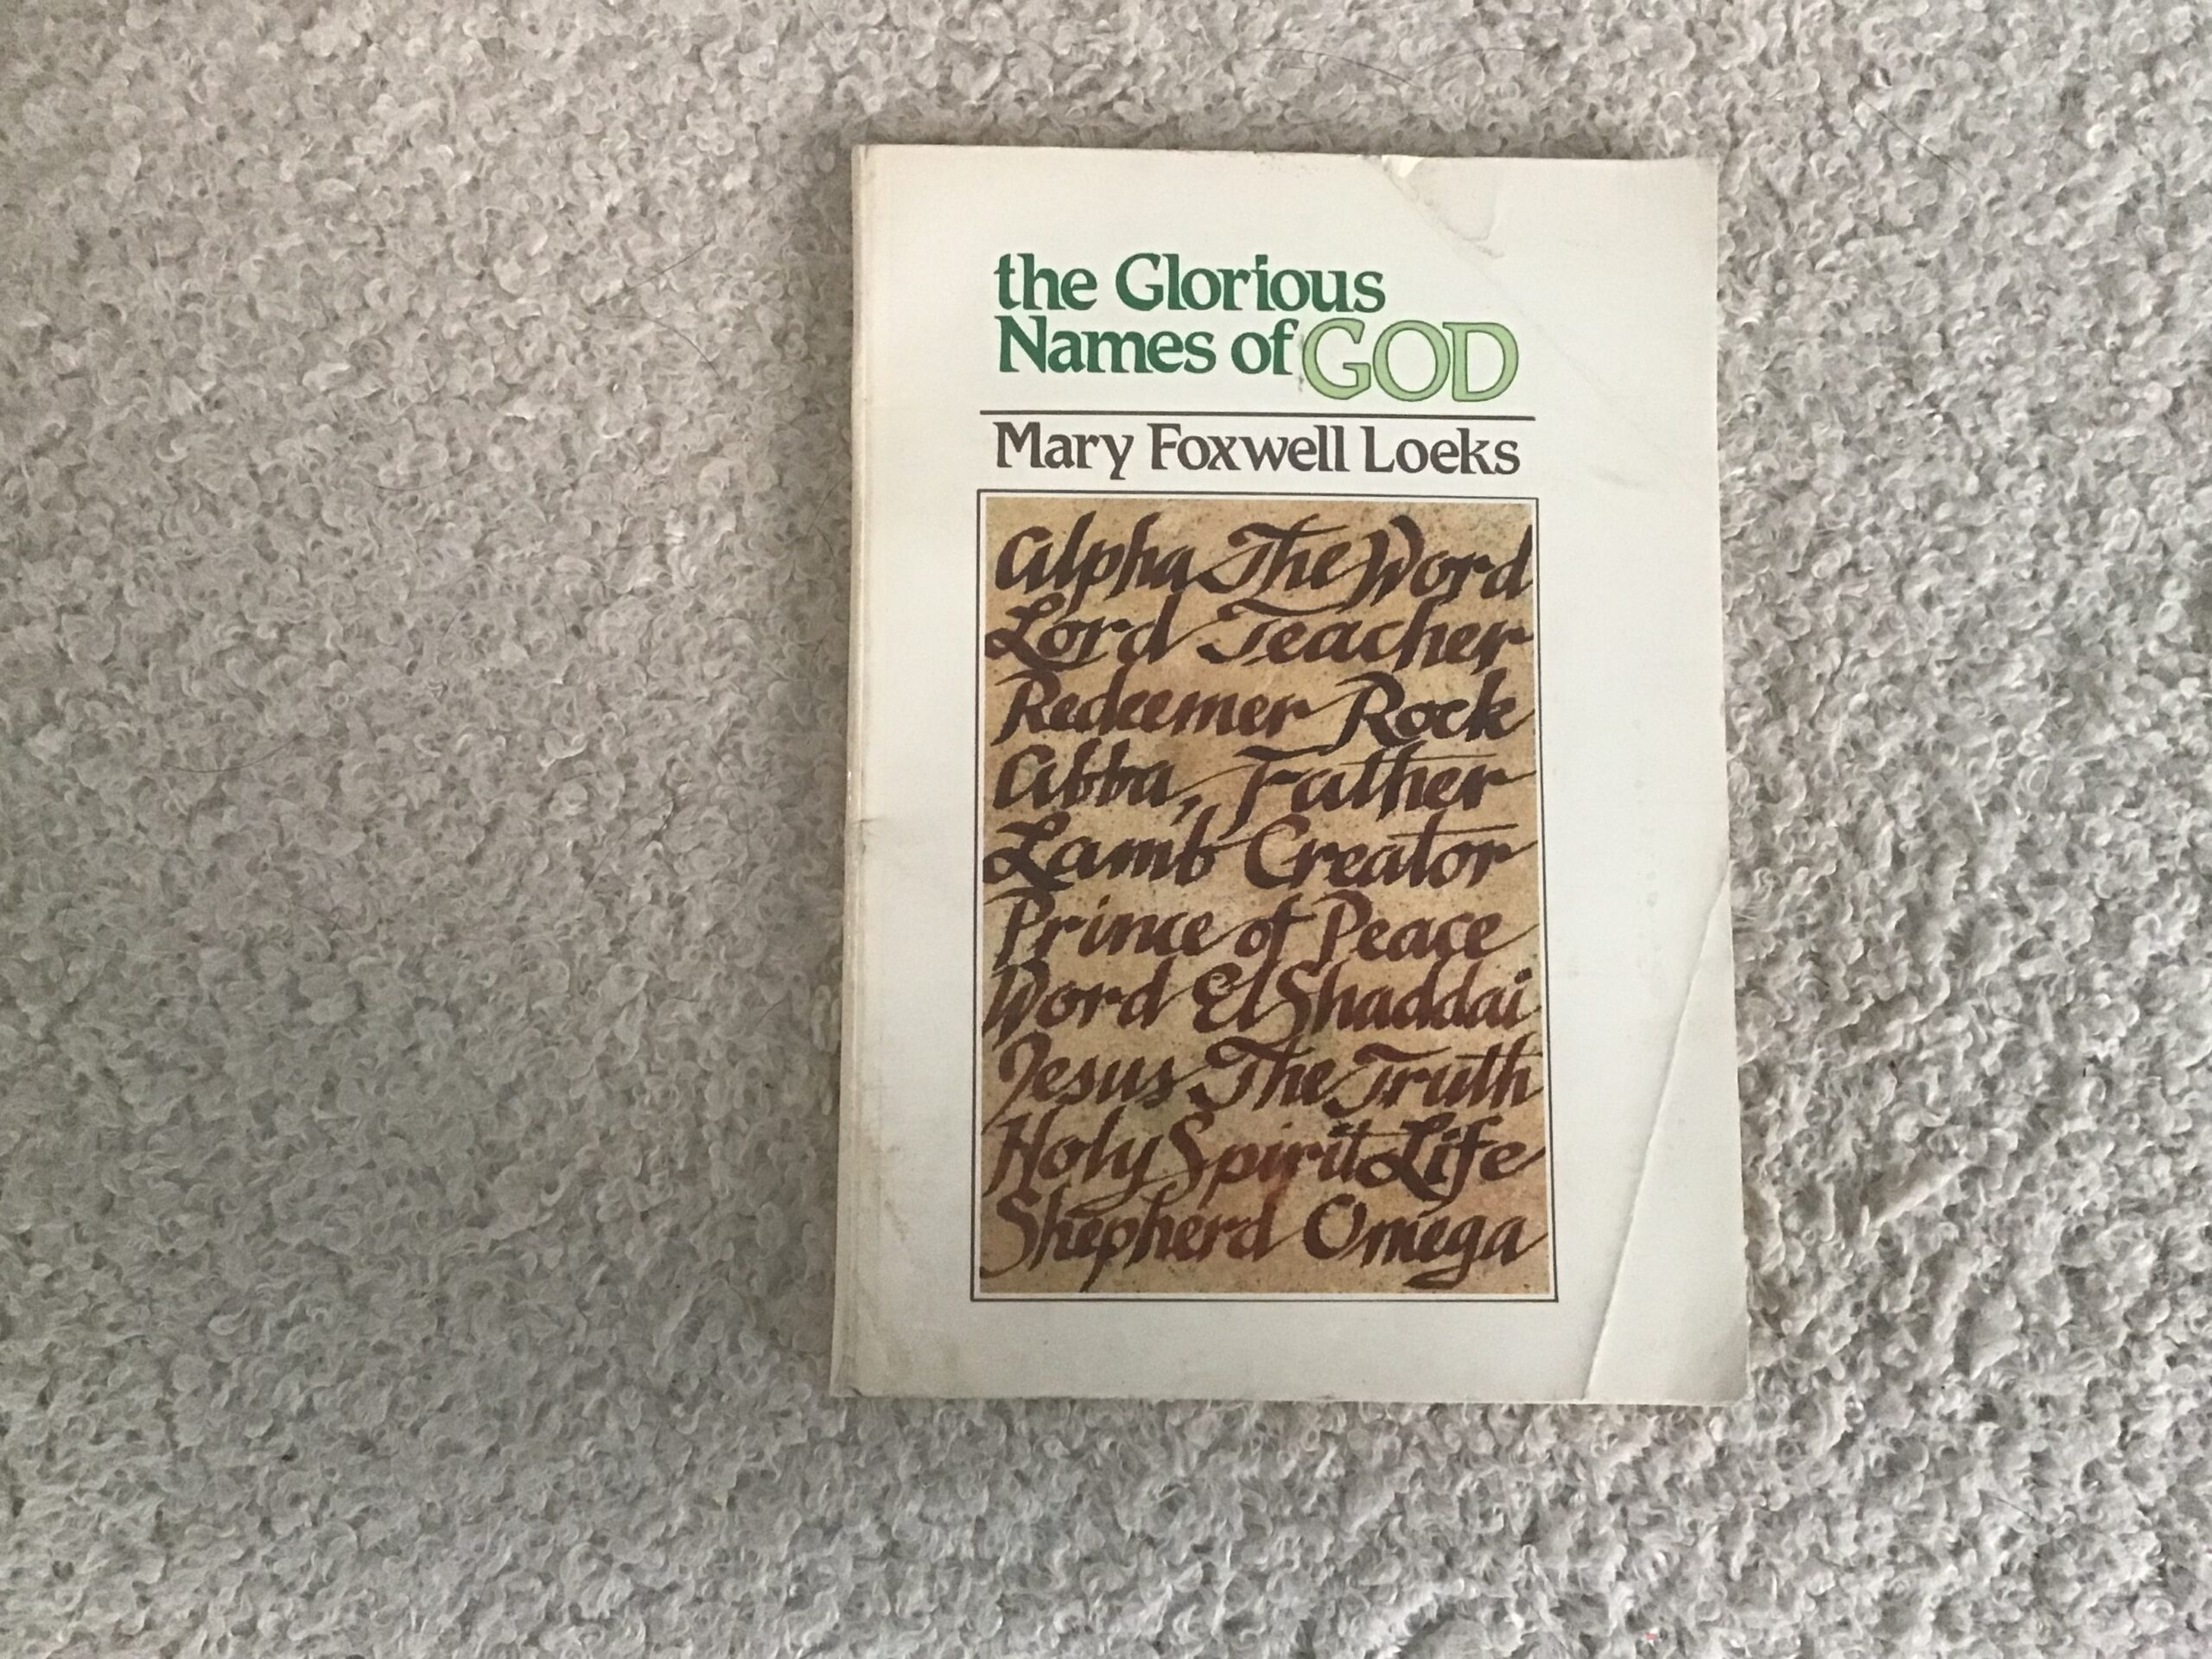 the Glorious
Names of GOD
Mary Foxwell Loeks
Alpha The Word
Lord Teacher
Redeemer Rock
Abba, Father
Lamb Creator
Prince of Peace
Word El Shaddai
Jesus The Truth
Holy Spirit Life
Shepherd Omega